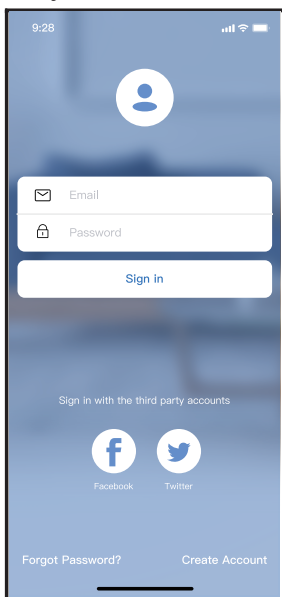 9:28
Email
Password
Sign in
Sign in with the third party accounts
Facebook Twitter
Forgot Password? Create Account